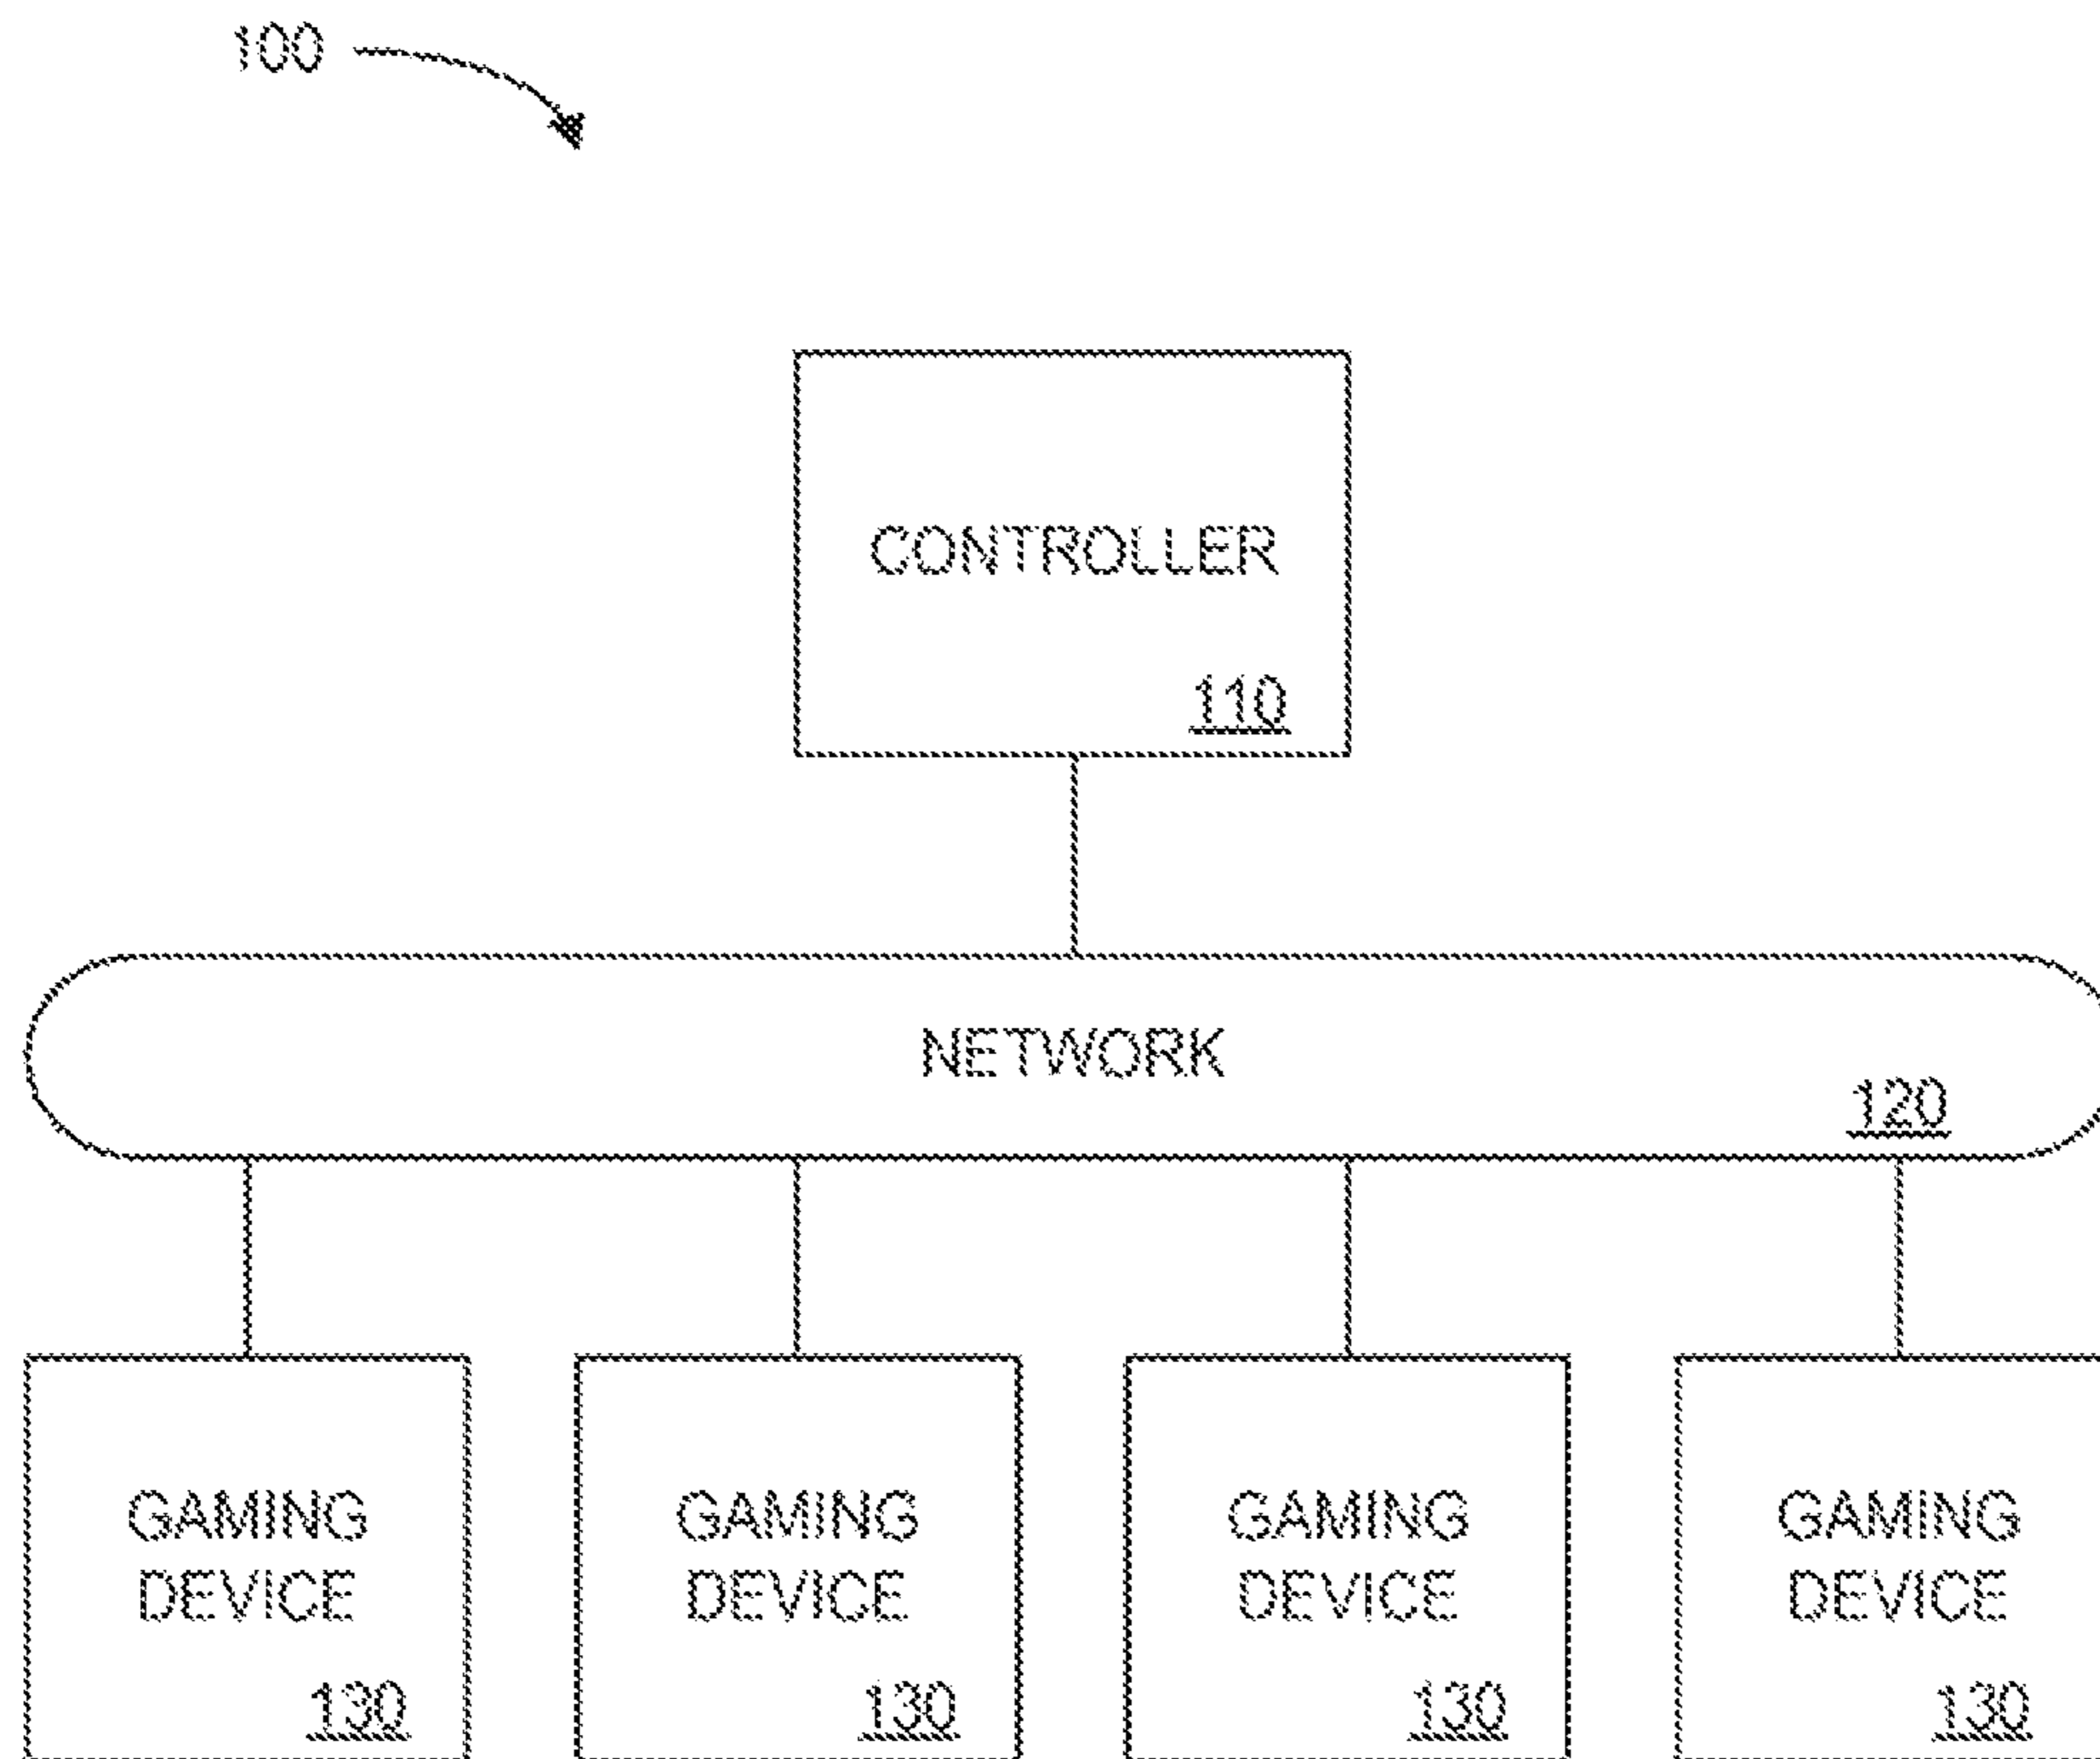 100
CONTROLLER
110
NETWORK
120
GAMING
DEVICE
130
GAMING
DEVICE
130
GAMING
DEVICE
130
GAMING
DEVICE
130